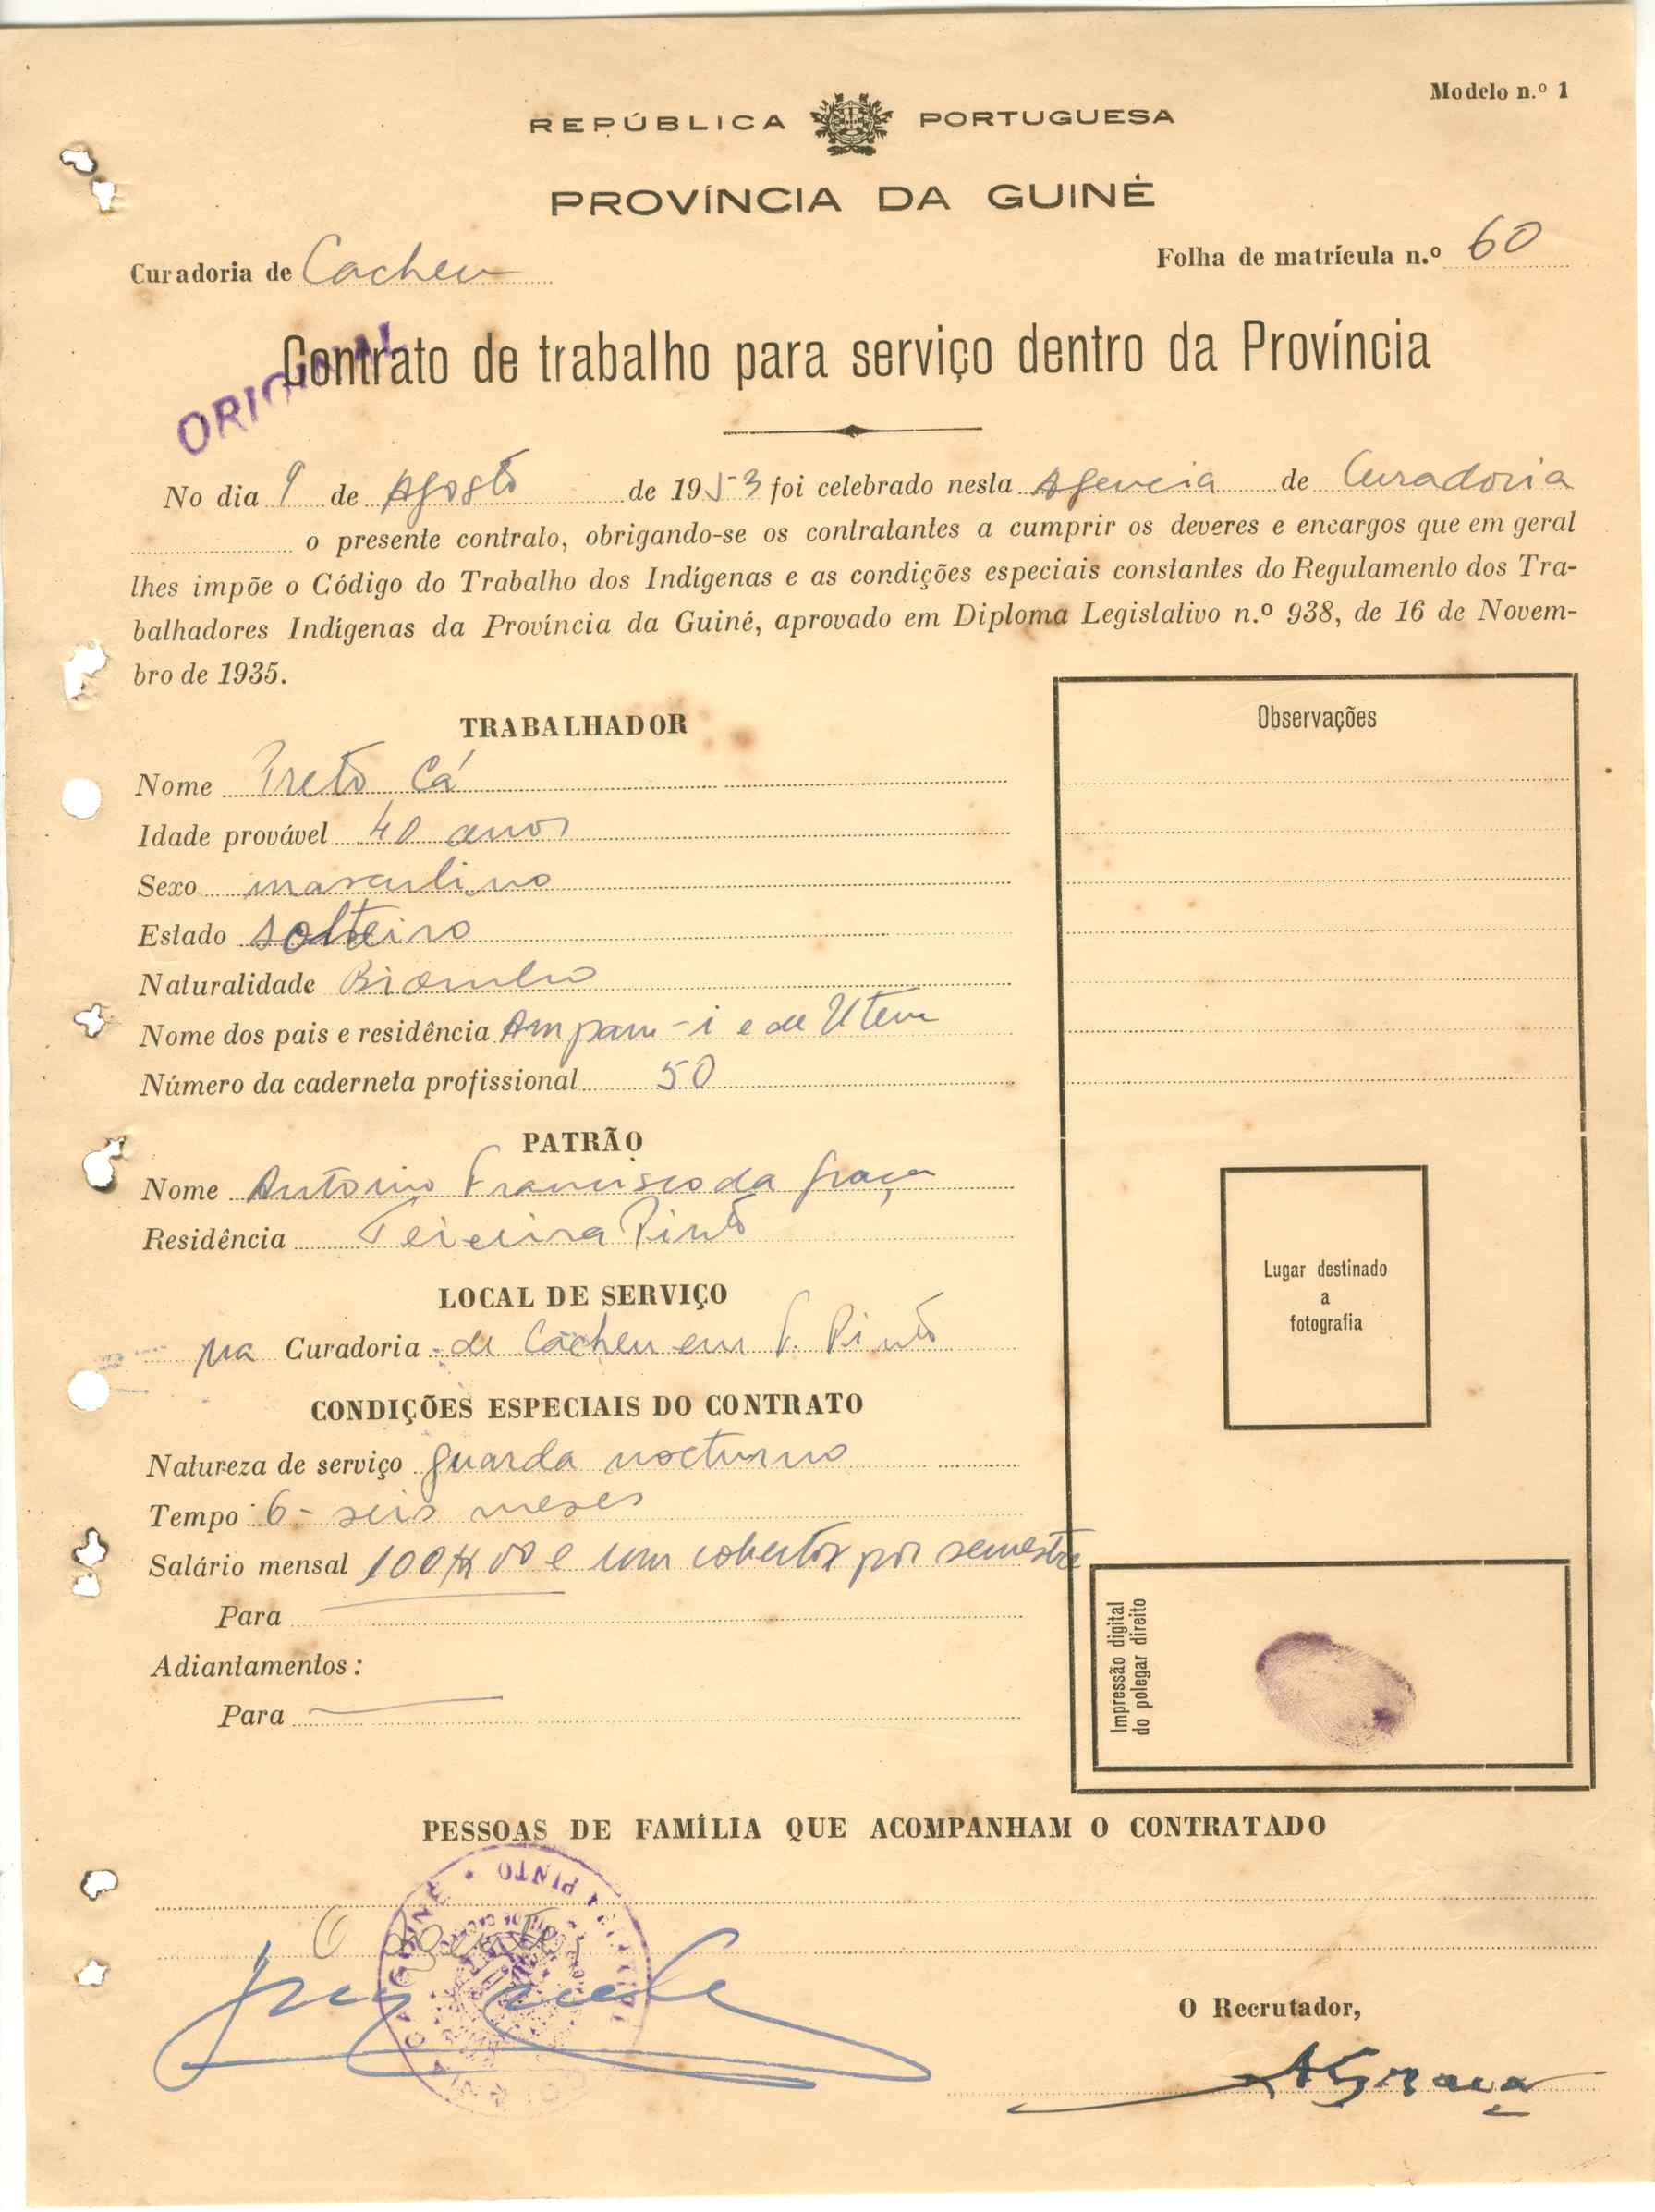 Modelo n.º 1
REPÚBLICA PORTUGUESA
PROVÍNCIA DA GUINÉ
Curadoria de Cacheu
Folha de matrícula n.º 60
ORIGINAL
Contrato de trabalho para serviço dentro da Província
No dia 9 de Agosto de 1953 foi celebrado nesta Agencia de Curadoria
o presente contrato, obrigando-se os contratantes a cumprir os deveres e encargos que em geral
lhes impõe o Código do Trabalho dos Indígenas e as condições especiais constantes do Regulamento dos Tra-
balhadores Indígenas da Província da Guiné, aprovado em Diploma Legislativo n.º 938, de 16 de Novem-
bro de 1935.
TRABALHADOR
Nome Preto Cá
Idade provável 40 anos
Sexo masculino
Estado solteiro
Naturalidade Biombo
Nome dos pais e residência Ampam-i e de Utem
Número da caderneta profissional 50
Observações
PATRÃO
Nome Antonio Francisco da Graça
Residência Teixeira Pinto
LOCAL DE SERVIÇO
na Curadoria de Cacheu em T. Pinto
Lugar destinado
a
fotografia
CONDIÇÕES ESPECIAIS DO CONTRATO
Natureza de serviço guarda nocturno
Tempo 6- seis meses
Salário mensal 100$00 e um cobertor por semestre
Para
Adiantamentos :
Para
Impressão digital
do polegar direito
PESSOAS DE FAMÍLIA QUE ACOMPANHAM O CONTRATADO
O Agente
PINTO
O Recrutador,
AGraça